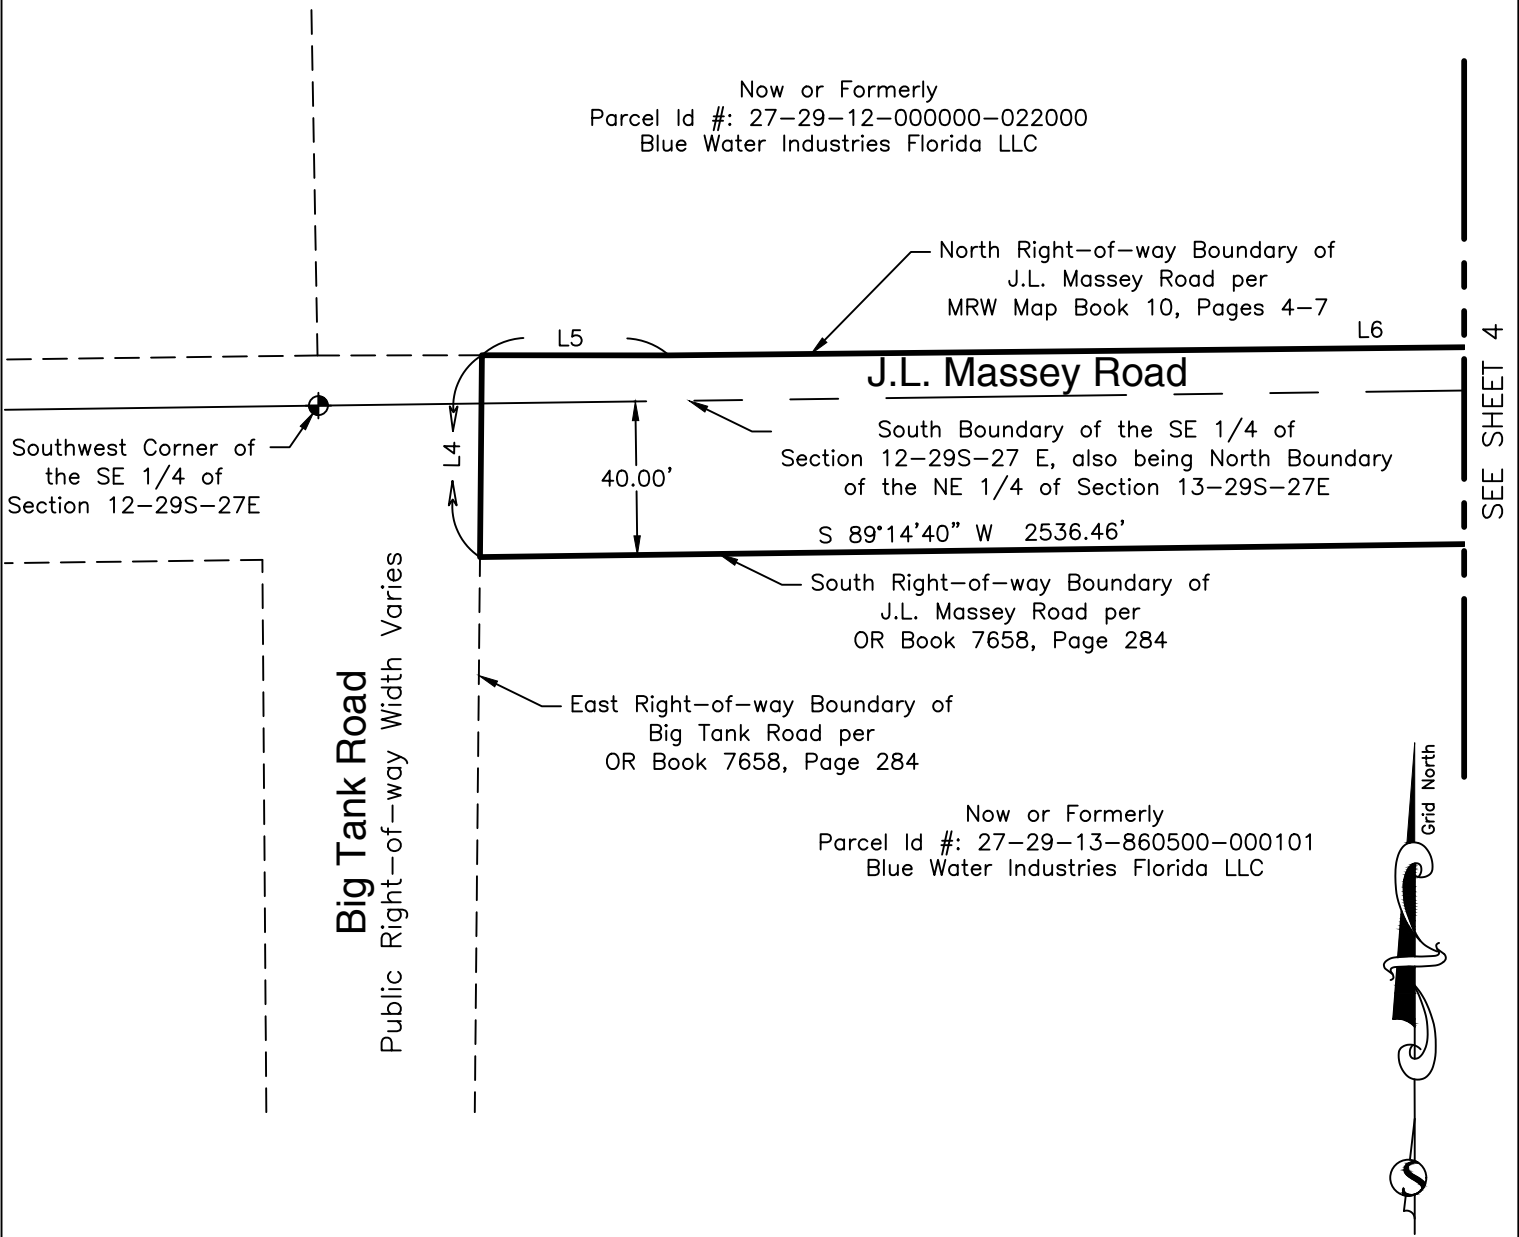 Now or Formerly
Parcel Id #: 27-29-12-000000-022000
Blue Water Industries Florida LLC
North Right-of-way Boundary of
J.L. Massey Road per
MRW Map Book 10, Pages 4-7
L5
L6
J.L. Massey Road
SEE SHEET 4
Southwest Corner of
the SE 1/4 of
Section 12-29S-27E
L4
40.00'
South Boundary of the SE 1/4 of
Section 12-29S-27 E, also being North Boundary
of the NE 1/4 of Section 13-29S-27E
S 89°14'40" W 2536.46'
South Right-of-way Boundary of
J.L. Massey Road per
OR Book 7658, Page 284
Big Tank Road
Public Right-of-way Width Varies
East Right-of-way Boundary of
Big Tank Road per
OR Book 7658, Page 284
Now or Formerly
Parcel Id #: 27-29-13-860500-000101
Blue Water Industries Florida LLC
Grid North
S